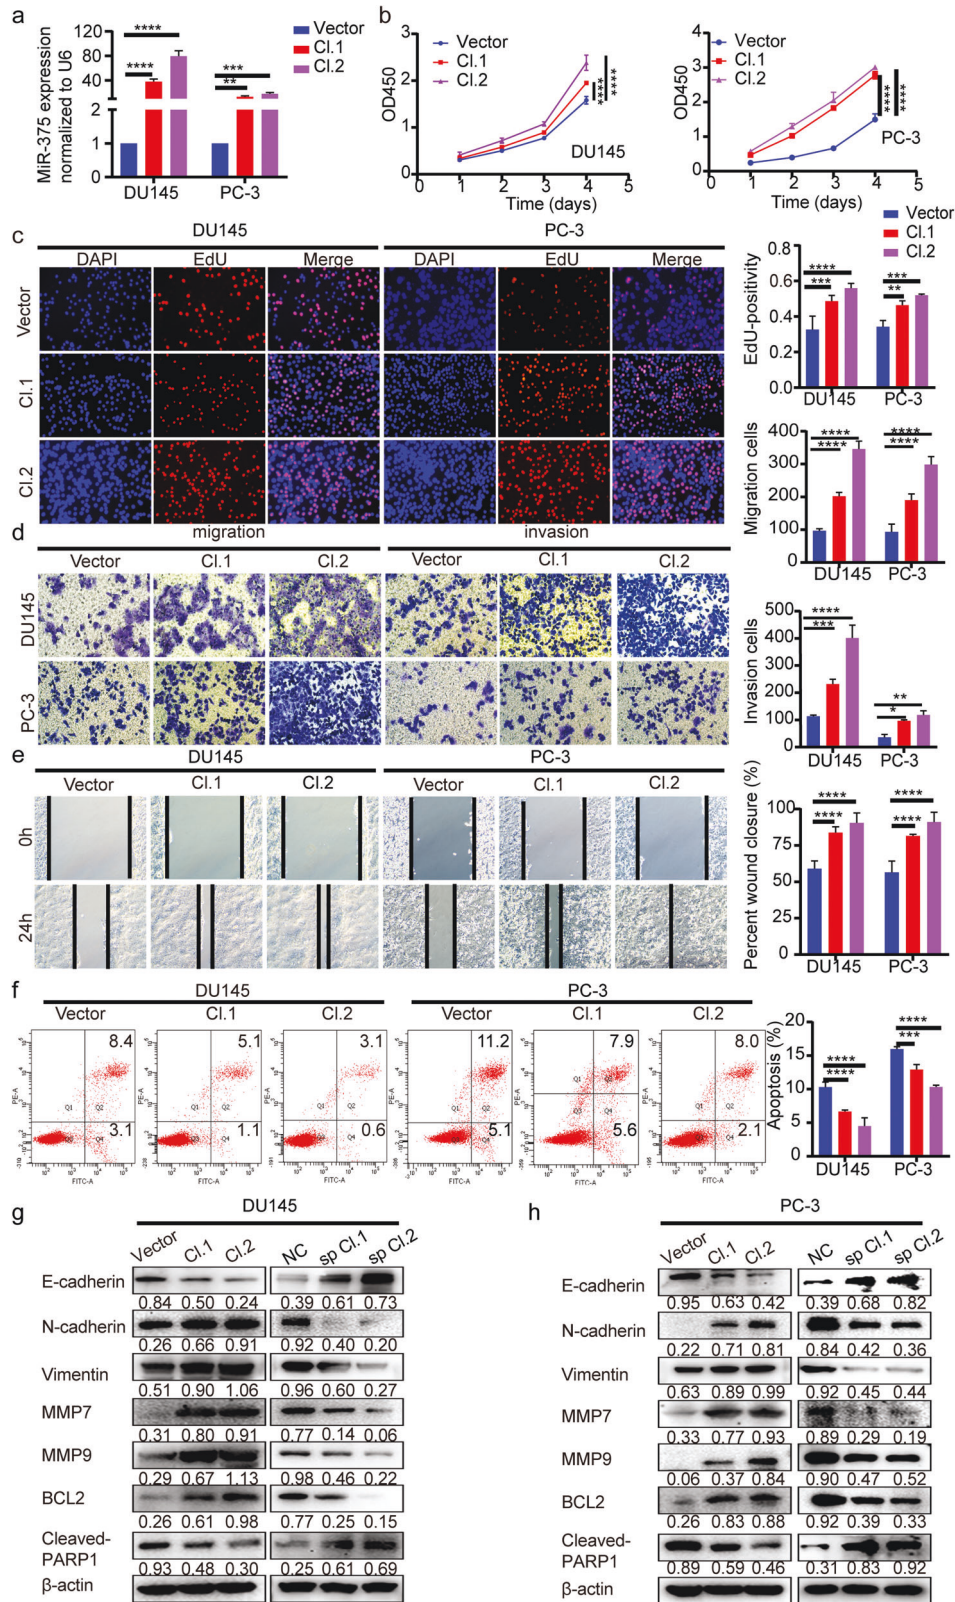 a
MiR-375 expression
normalized to U6
120
80
40
2
1
0
**** ****
*** **
DU145 PC-3
Vector
Cl.1
Cl.2
b
OD450
3
2
1
0
Vector
Cl.1
Cl.2
****
****
DU145
0 1 2 3 4 5
Time (days)
OD450
4
3
2
1
0
Vector
Cl.1
Cl.2
****
****
PC-3
0 1 2 3 4 5
Time (days)
c
DU145 PC-3
DAPI EdU Merge DAPI EdU Merge
Vector
Cl.1
Cl.2
Vector
Cl.1
Cl.2
EdU-positivity
0.8
0.6
0.4
0.2
0.0
**** ***
*** **
DU145 PC-3
d
migration invasion
Vector Cl.1 Cl.2 Vector Cl.1 Cl.2
DU145
PC-3
Migration cells
400
300
200
100
0
**** ****
**** ****
DU145 PC-3
Invasion cells
500
400
300
200
100
0
****
***
**
*
DU145 PC-3
e
DU145 PC-3
Vector Cl.1 Cl.2 Vector Cl.1 Cl.2
0h
24h
Percent wound closure (%)
100
75
50
25
0
**** ****
**** ****
DU145 PC-3
f
DU145 PC-3
Vector Cl.1 Cl.2 Vector Cl.1 Cl.2
8.4 5.1 3.1 11.2 7.9 8.0
3.1 1.1 0.6 5.1 5.6 2.1
PE-A PE-A PE-A PE-A PE-A PE-A
FITC-A FITC-A FITC-A FITC-A FITC-A FITC-A
Apoptosis (%)
20
15
10
5
0
****
****
****
***
DU145 PC-3
g
DU145
Vector Cl.1 Cl.2 NC sp Cl.1 sp Cl.2
E-cadherin
0.84 0.50 0.24 0.39 0.61 0.73
N-cadherin
0.26 0.66 0.91 0.92 0.40 0.20
Vimentin
0.51 0.90 1.06 0.96 0.60 0.27
MMP7
0.31 0.80 0.91 0.77 0.14 0.06
MMP9
0.29 0.67 1.13 0.98 0.46 0.22
BCL2
0.26 0.61 0.98 0.77 0.25 0.15
Cleaved-
PARP1
0.93 0.48 0.30 0.25 0.61 0.69
β-actin
h
PC-3
Vector Cl.1 Cl.2 NC sp Cl.1 sp Cl.2
E-cadherin
0.95 0.63 0.42 0.39 0.68 0.82
N-cadherin
0.22 0.71 0.81 0.84 0.42 0.36
Vimentin
0.63 0.89 0.99 0.92 0.45 0.44
MMP7
0.33 0.77 0.93 0.89 0.29 0.19
MMP9
0.06 0.37 0.84 0.90 0.47 0.52
BCL2
0.26 0.83 0.88 0.92 0.39 0.33
Cleaved-
PARP1
0.89 0.59 0.46 0.31 0.83 0.92
β-actin